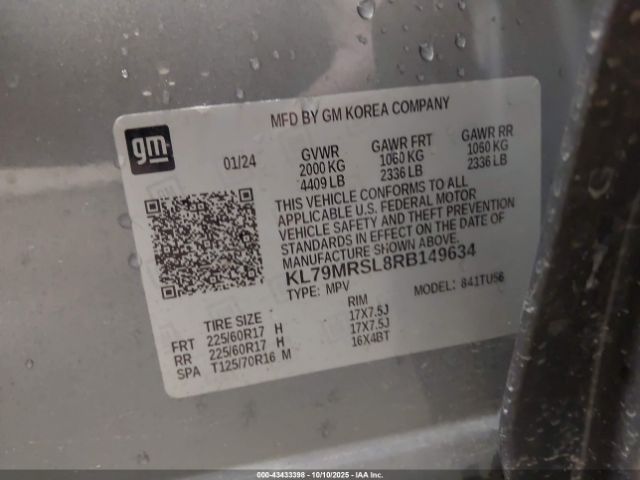 MFD BY GM KOREA COMPANY
gm
01/24
GVWR GAWR FRT GAWR RR
2000 KG 1060 KG 1060 KG
4409 LB 2336 LB 2336 LB
THIS VEHICLE CONFORMS TO ALL
APPLICABLE U.S. FEDERAL MOTOR
VEHICLE SAFETY AND THEFT PREVENTION
STANDARDS IN EFFECT ON THE DATE OF
MANUFACTURE SHOWN ABOVE.
KL79MRSL8RB149634
TYPE: MPV MODEL: 841TU56
TIRE SIZE RIM
FRT 225/60R17 H 17X7.5J
RR 225/60R17 H 17X7.5J
SPA T125/70R16 M 16X4BT
000-43433398 - 10/10/2025 - IAA Inc.